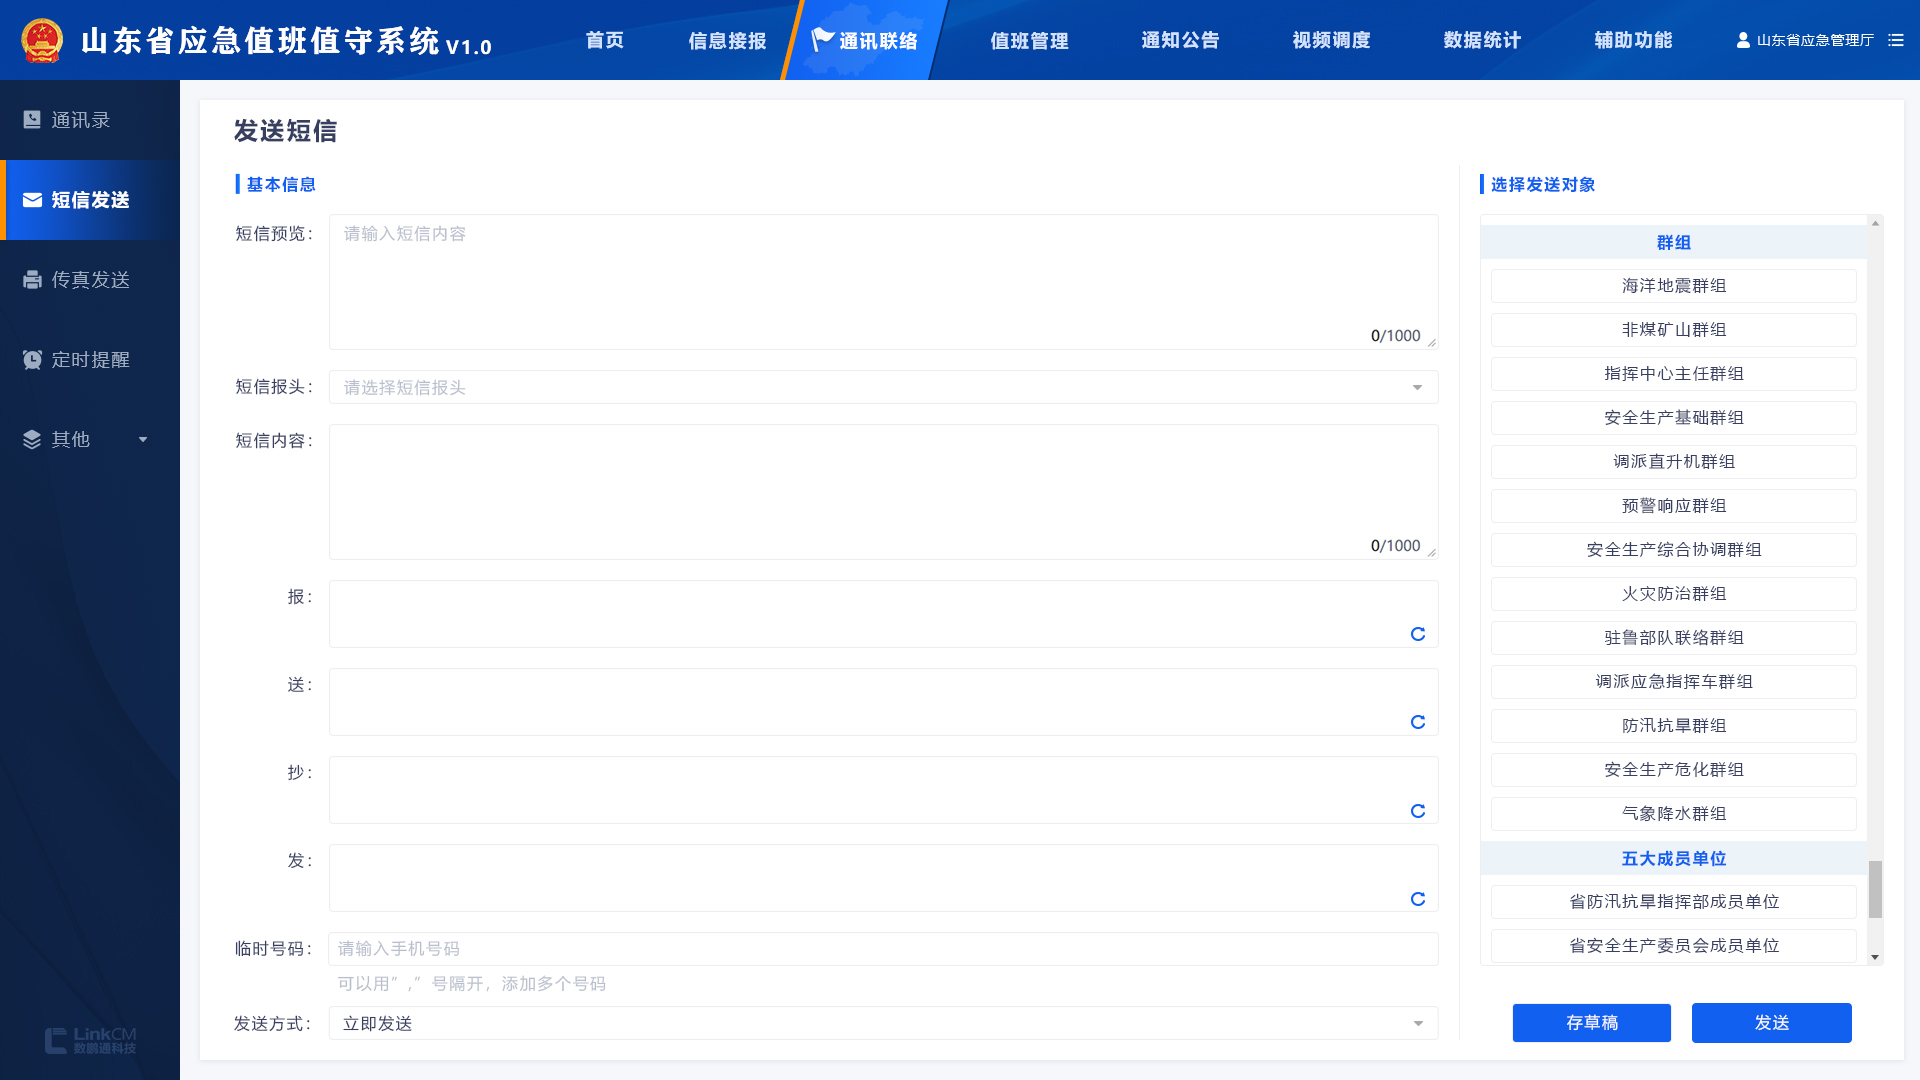 山东省应急值班值守系统 V1.0
首页
信息接报
通讯联络
值班管理
通知公告
视频调度
数据统计
辅助功能
山东省应急管理厅
通讯录
短信发送
传真发送
定时提醒
其他
LinkCM
数鹏通科技
发送短信
基本信息
短信预览：
请输入短信内容
0/1000
短信报头：
请选择短信报头
短信内容：
0/1000
报：
送：
抄：
发：
临时号码：
请输入手机号码
可以用”，”号隔开，添加多个号码
发送方式：
立即发送
选择发送对象
群组
海洋地震群组
非煤矿山群组
指挥中心主任群组
安全生产基础群组
调派直升机群组
预警响应群组
安全生产综合协调群组
火灾防治群组
驻鲁部队联络群组
调派应急指挥车群组
防汛抗旱群组
安全生产危化群组
气象降水群组
五大成员单位
省防汛抗旱指挥部成员单位
省安全生产委员会成员单位
存草稿
发送